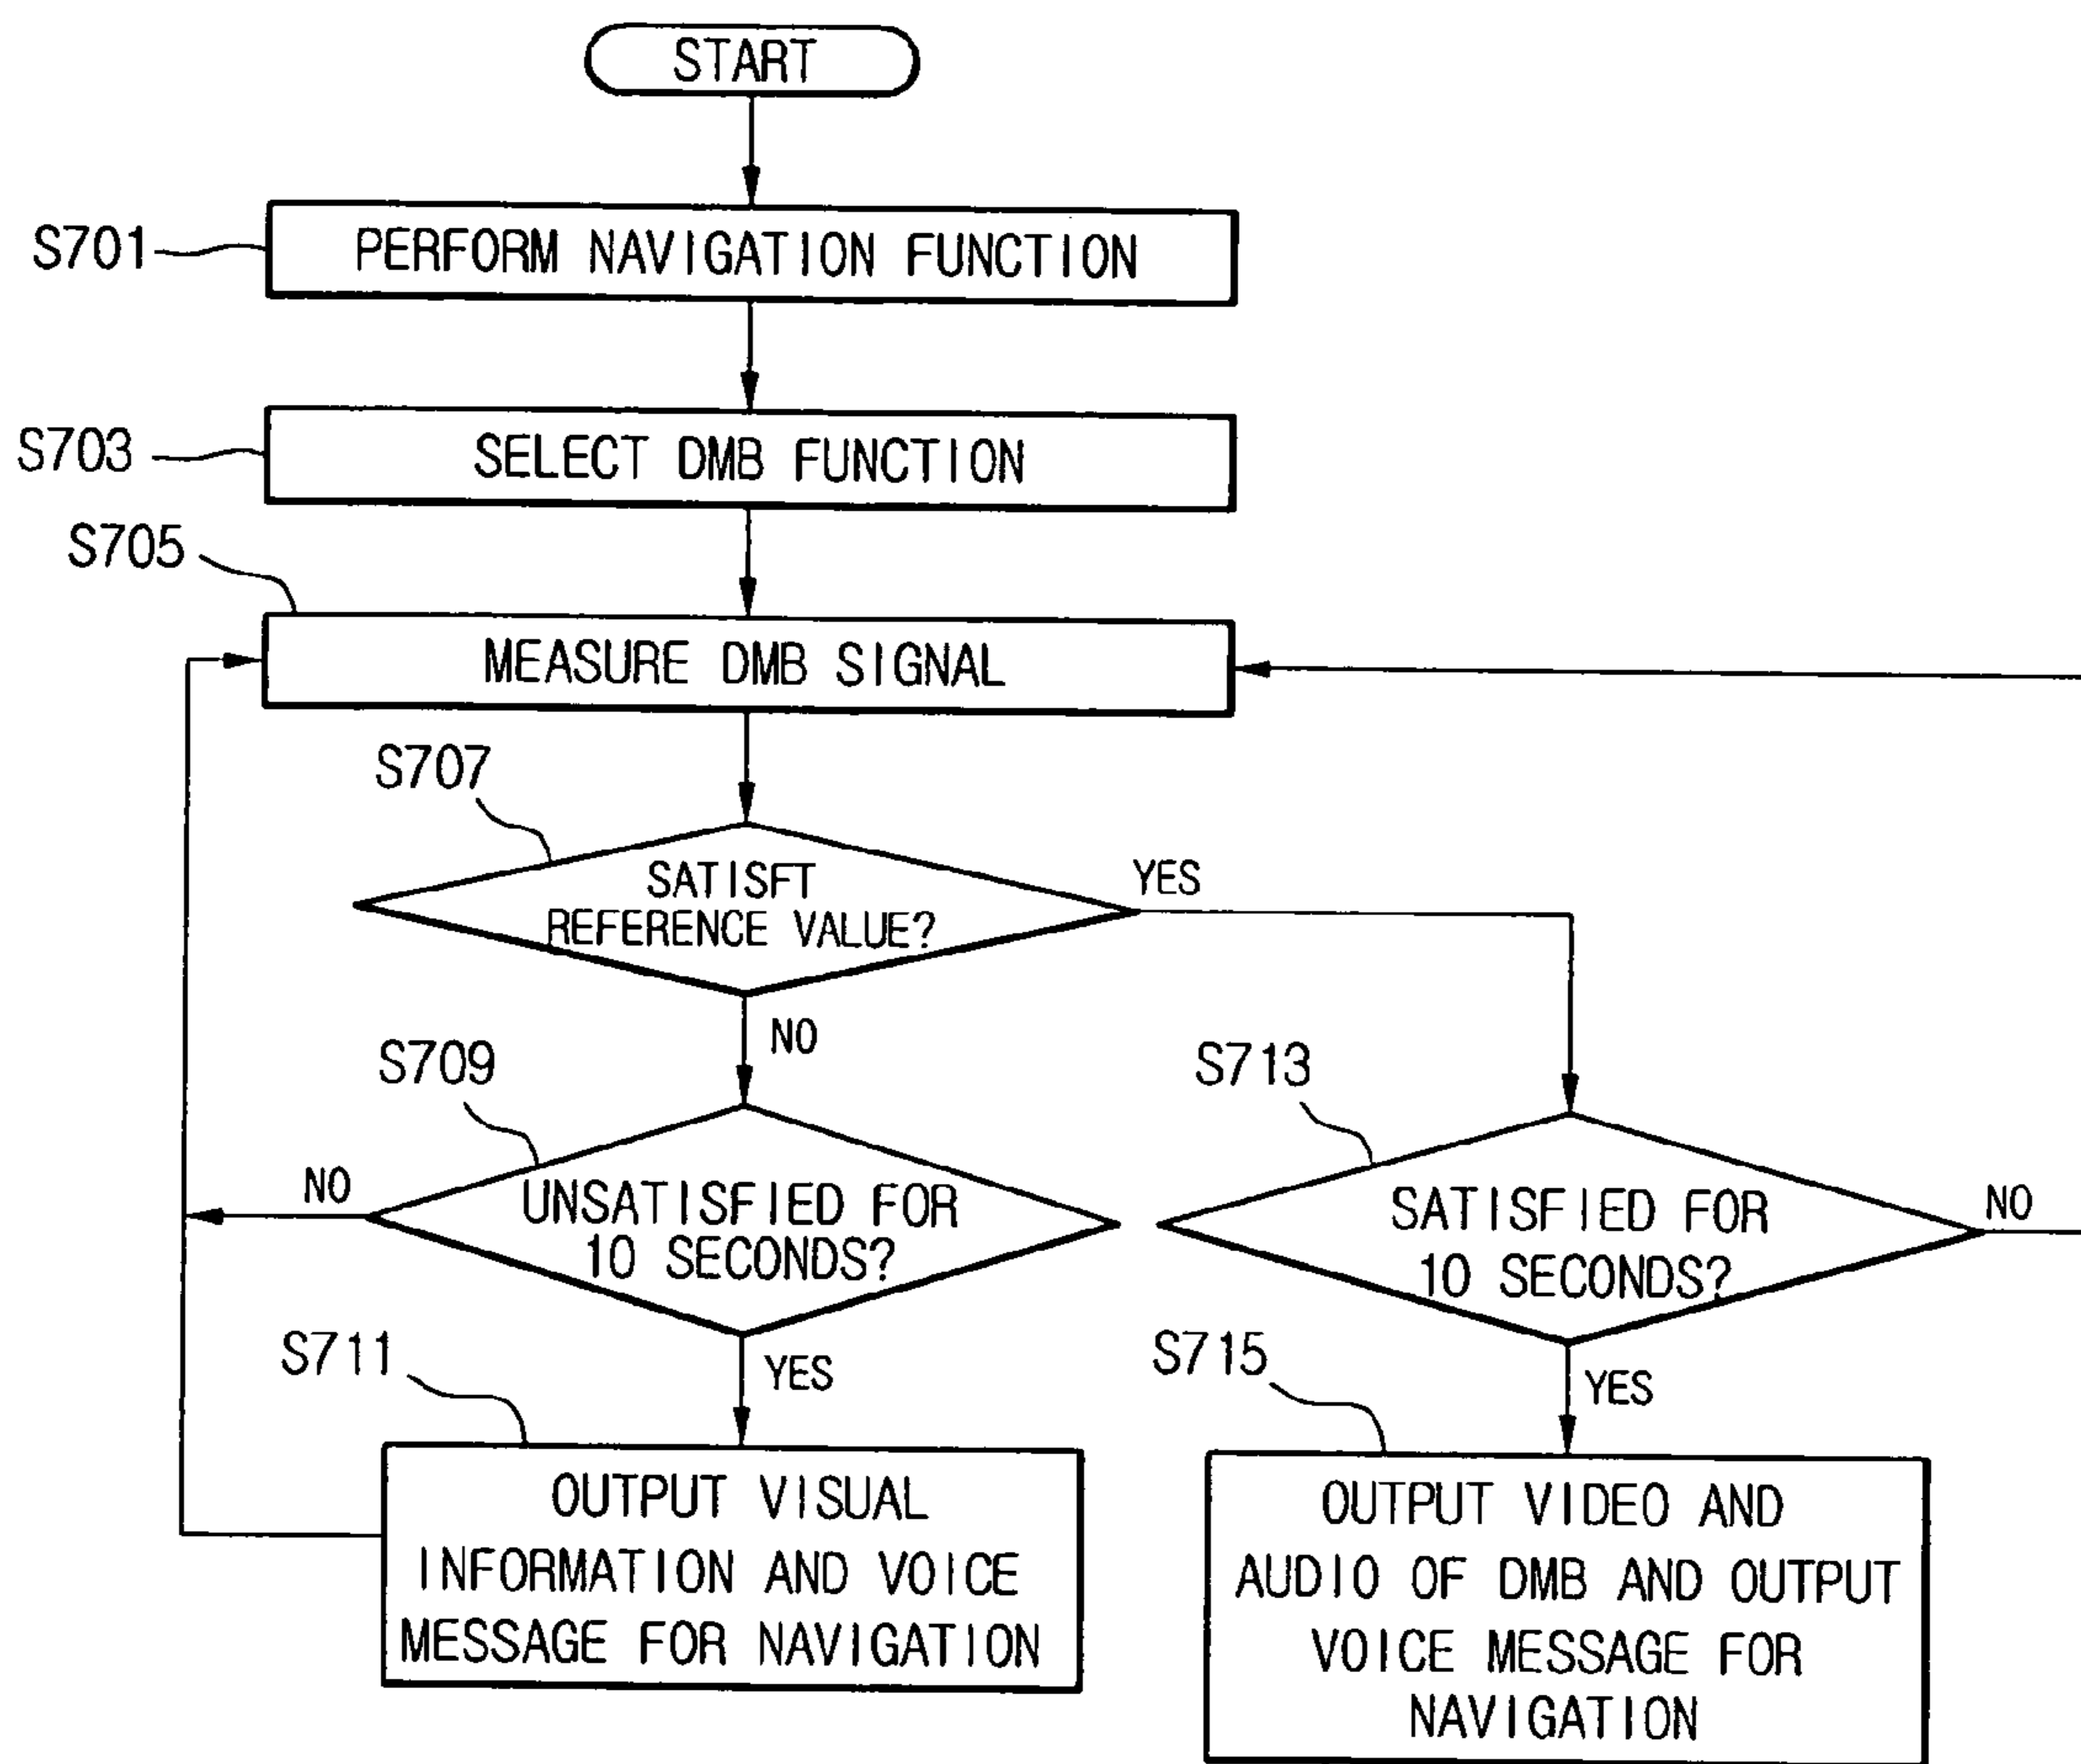 START
S701
PERFORM NAVIGATION FUNCTION
S703
SELECT DMB FUNCTION
S705
MEASURE DMB SIGNAL
S707
SATISFT
REFERENCE VALUE?
YES
NO
S709
UNSATISFIED FOR
10 SECONDS?
NO
YES
S711
OUTPUT VISUAL
INFORMATION AND VOICE
MESSAGE FOR NAVIGATION
S713
SATISFIED FOR
10 SECONDS?
NO
YES
S715
OUTPUT VIDEO AND
AUDIO OF DMB AND OUTPUT
VOICE MESSAGE FOR
NAVIGATION